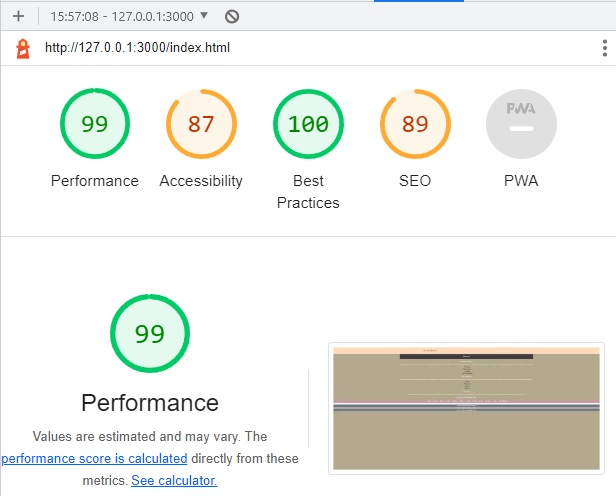 15:57:08 - 127.0.0.1:3000
http://127.0.0.1:3000/index.html
99
87
100
89
PWA
Performance
Accessibility
Best
Practices
SEO
PWA
99
Performance
Values are estimated and may vary. The
performance score is calculated directly from these
metrics. See calculator.